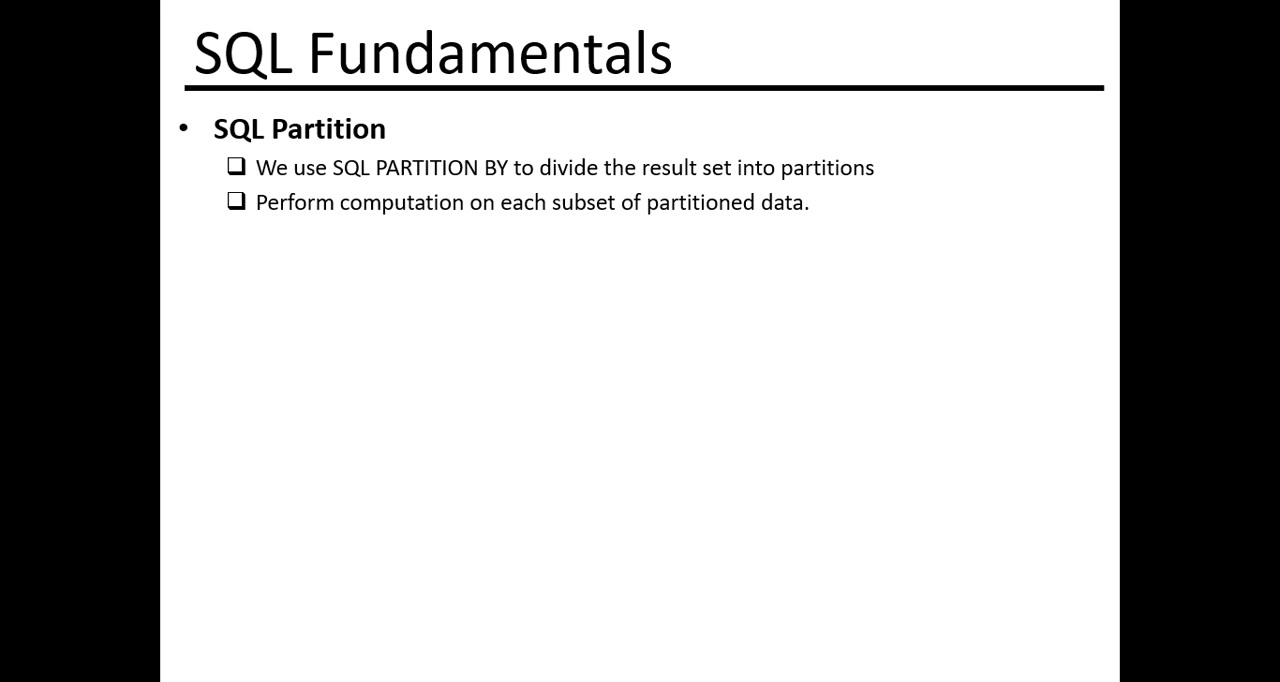 SQL Fundamentals
• SQL Partition
❑ We use SQL PARTITION BY to divide the result set into partitions
❑ Perform computation on each subset of partitioned data.